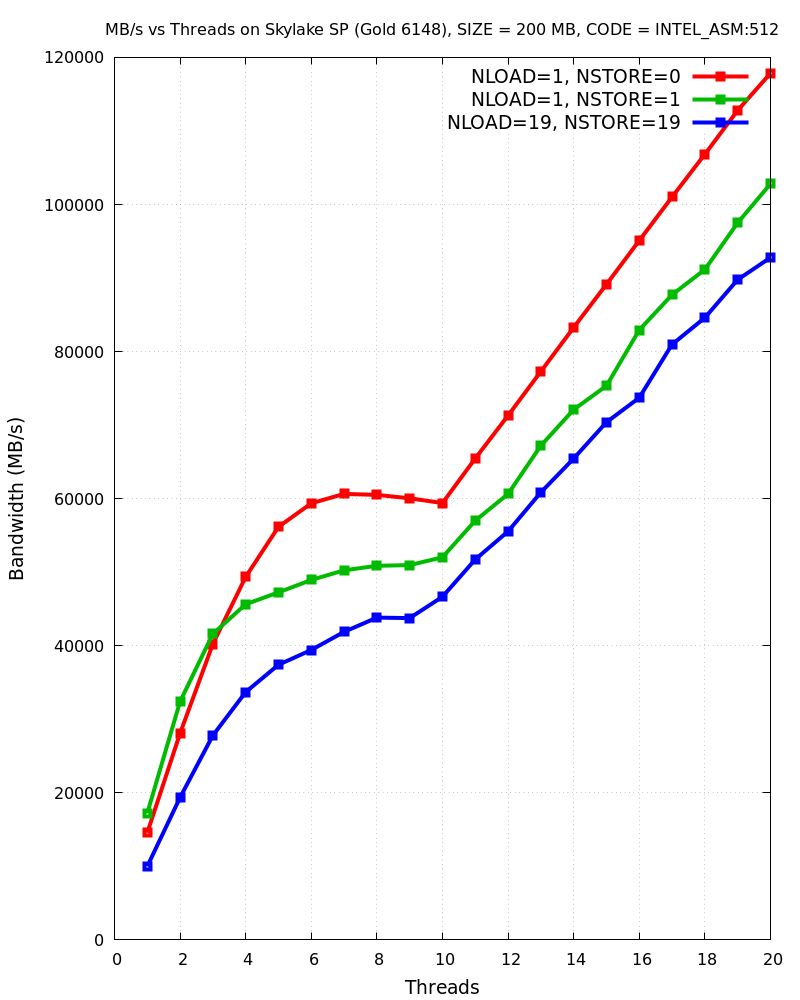 MB/s vs Threads on Skylake SP (Gold 6148), SIZE = 200 MB, CODE = INTEL_ASM:512
NLOAD=1, NSTORE=0
NLOAD=1, NSTORE=1
NLOAD=19, NSTORE=19
Bandwidth (MB/s)
120000
100000
80000
60000
40000
20000
0
0 2 4 6 8 10 12 14 16 18 20
Threads